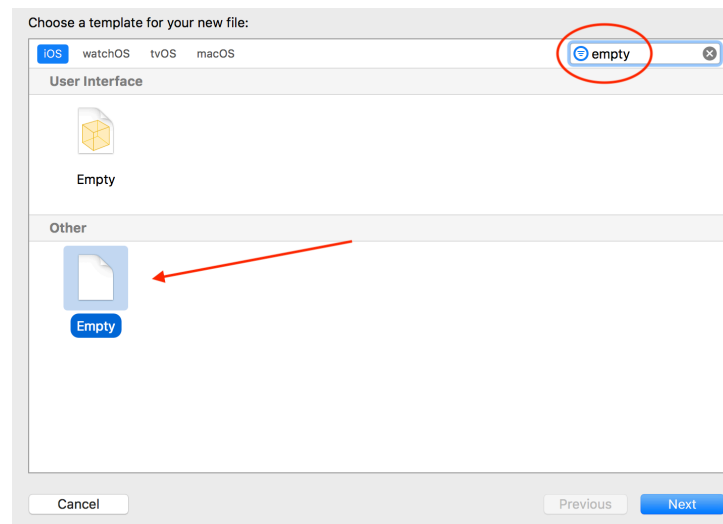 Choose a template for your new file:
iOS watchOS tvOS macOS empty
User Interface
Empty
Other
Empty
Cancel Previous Next